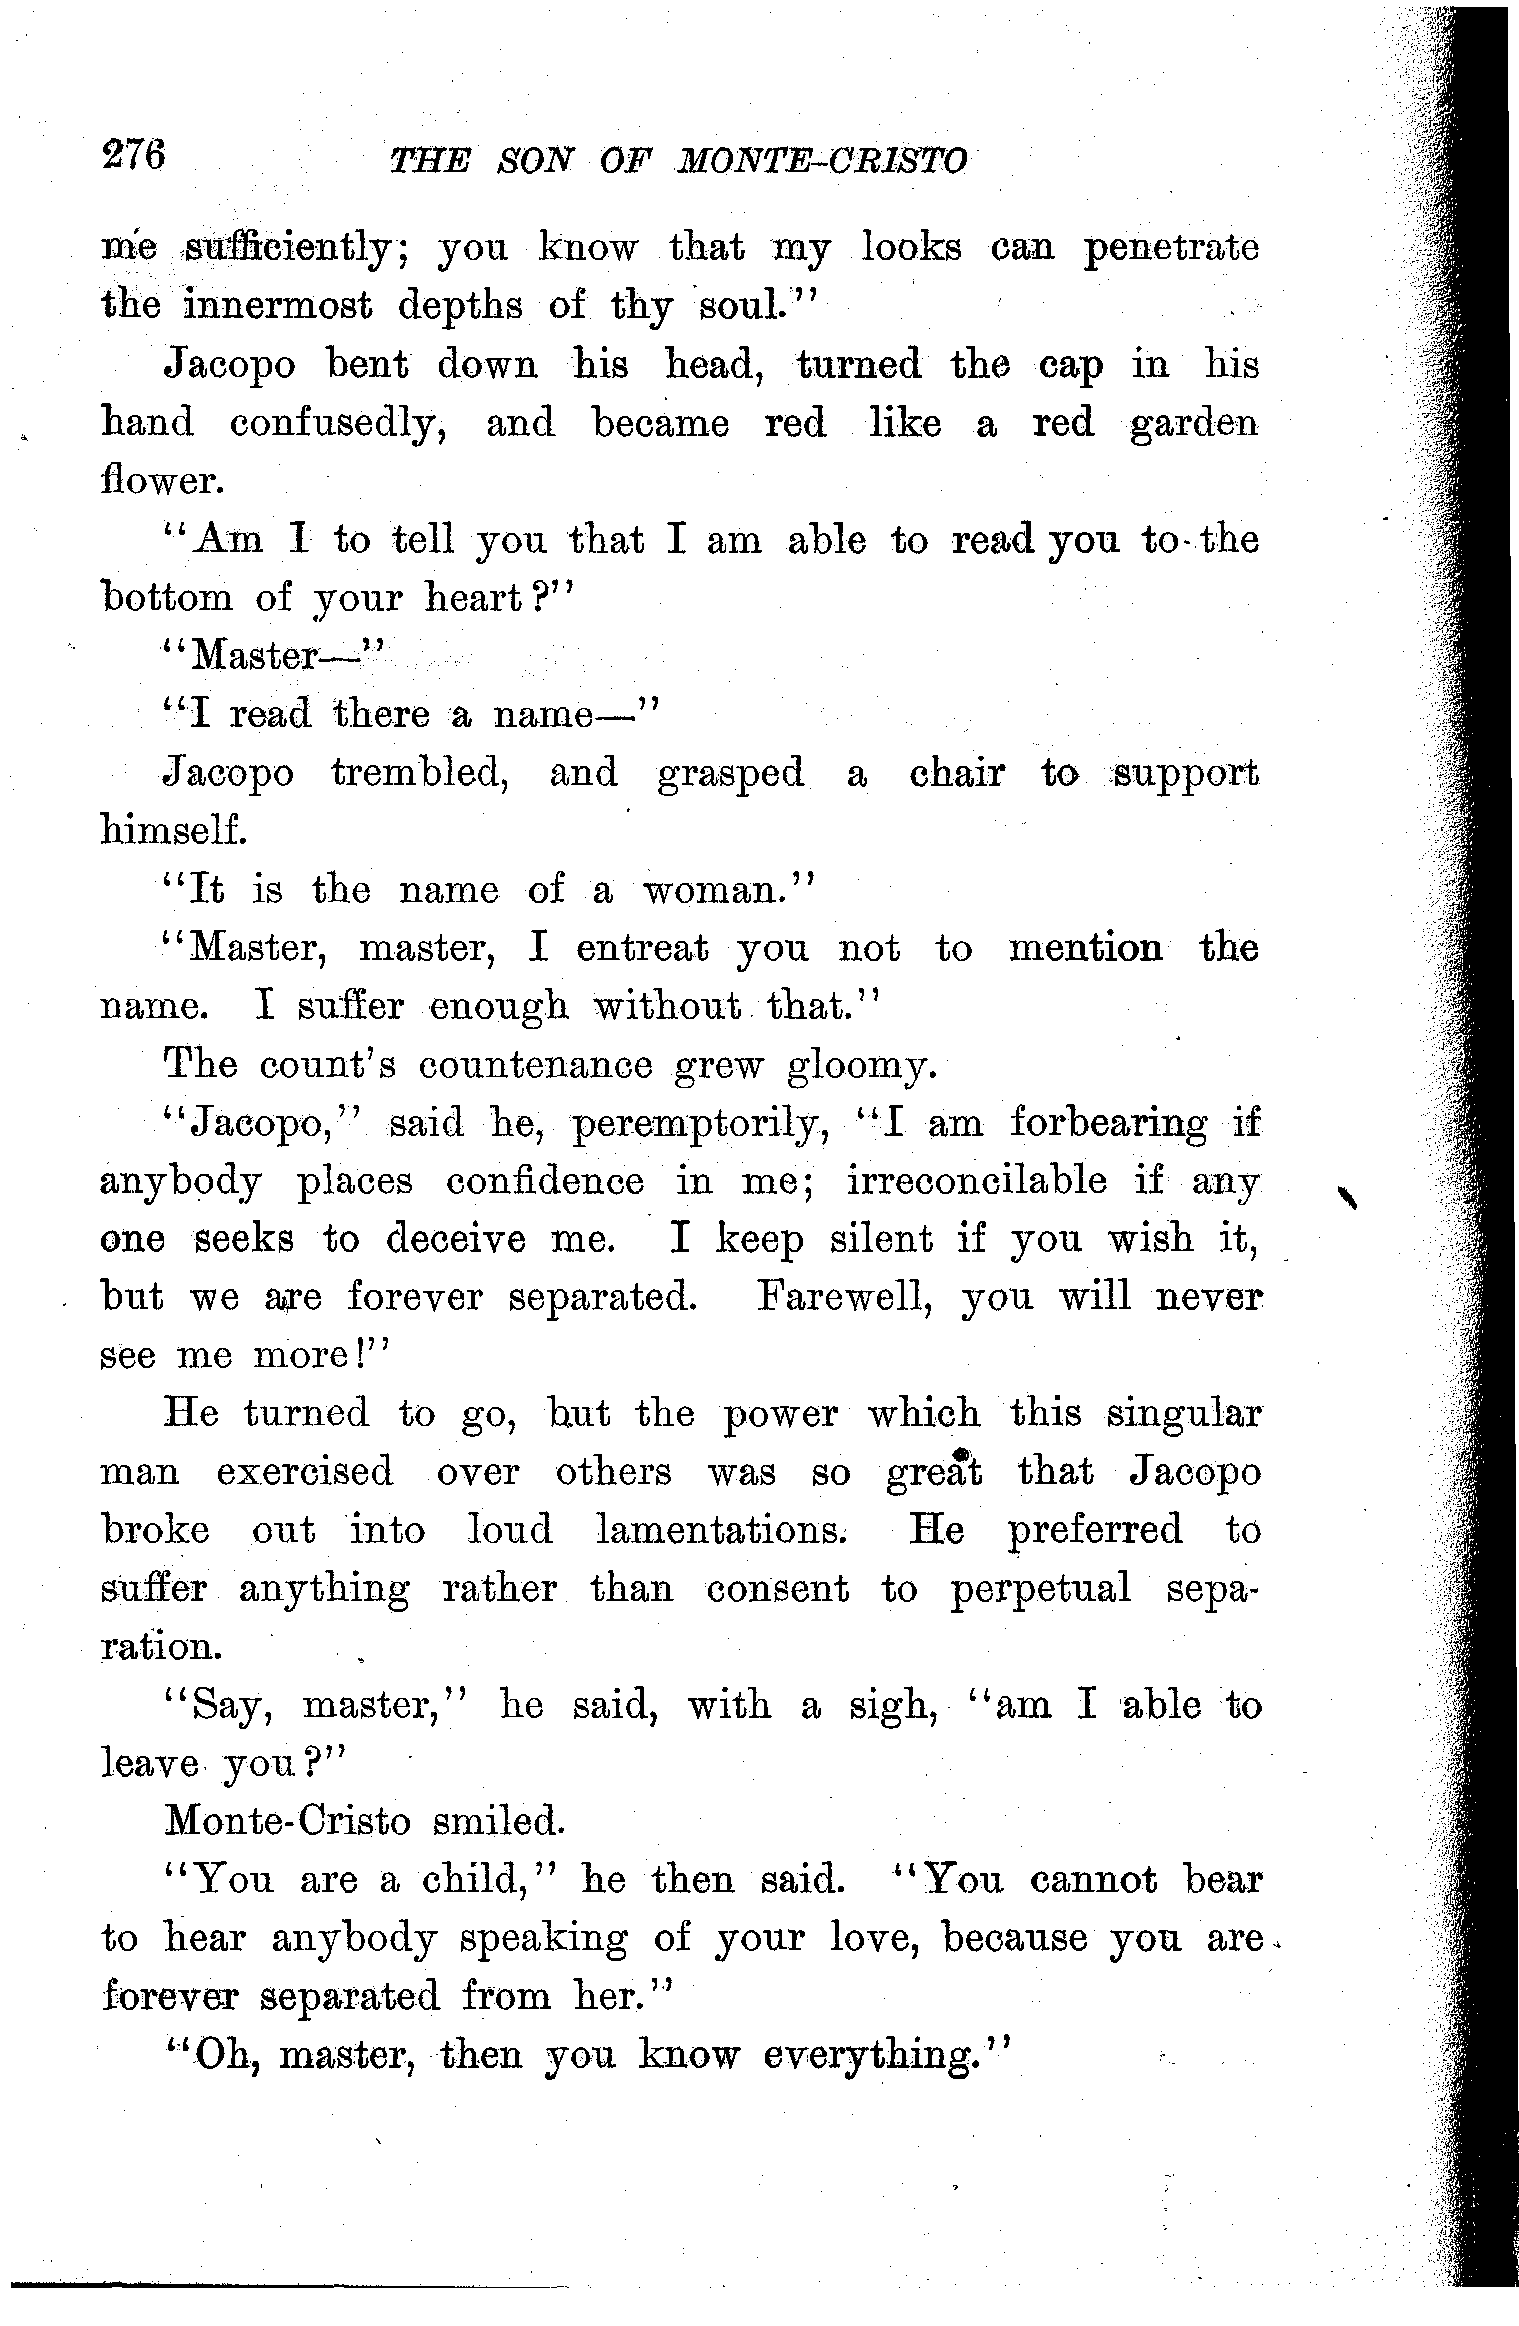 276 THE SON OF MONTE-CRISTO
me sufficiently; you know that my looks can penetrate
the innermost depths of thy soul."
Jacopo bent down his head, turned the cap in his
hand confusedly, and became red like a red garden
flower.
"Am I to tell you that I am able to read you to the
bottom of your heart?"
"Master—"
"I read there a name—"
Jacopo trembled, and grasped a chair to support
himself.
"It is the name of a woman."
"Master, master, I entreat you not to mention the
name. I suffer enough without that."
The count's countenance grew gloomy.
"Jacopo," said he, peremptorily, "I am forbearing if
anybody places confidence in me; irreconcilable if any
one seeks to deceive me. I keep silent if you wish it,
but we are forever separated. Farewell, you will never
see me more!"
He turned to go, but the power which this singular
man exercised over others was so great that Jacopo
broke out into loud lamentations. He preferred to
suffer anything rather than consent to perpetual sepa-
ration.
"Say, master," he said, with a sigh, "am I able to
leave you?"
Monte-Cristo smiled.
"You are a child," he then said. "You cannot bear
to hear anybody speaking of your love, because you are
forever separated from her."
"Oh, master, then you know everything."